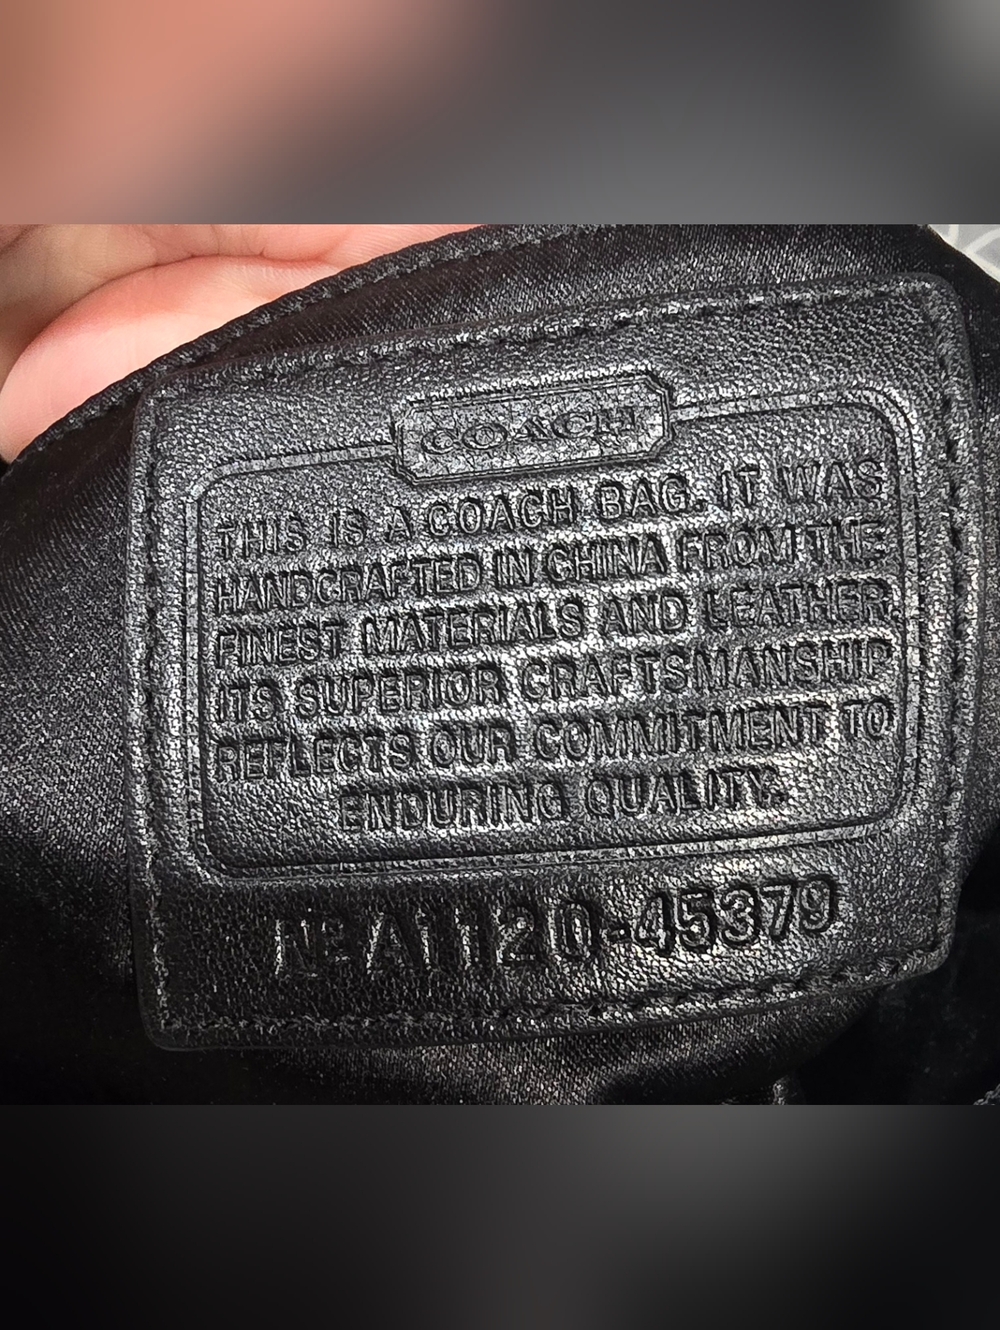 COACH
THIS IS A COACH BAG. IT WAS
HANDCRAFTED IN CHINA FROM THE
FINEST MATERIALS AND LEATHER.
ITS SUPERIOR CRAFTSMANSHIP
REFLECTS OUR COMMITMENT TO
ENDURING QUALITY.
Nº A1120-45379